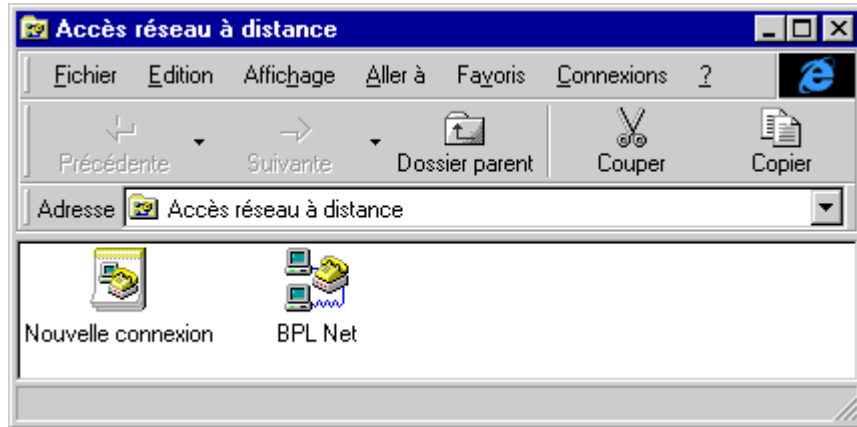 Accès réseau à distance
Fichier Edition Affichage Aller à Favoris Connexions ?
Précédente Suivante Dossier parent Couper Copier
Adresse Accès réseau à distance
Nouvelle connexion BPL Net